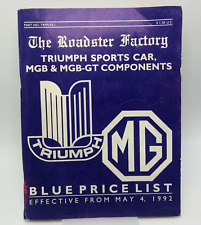 The Roadster Factory
TRIUMPH SPORTS CAR,
MGB & MGB-GT COMPONENTS
TRIUMPH
MG
BLUE PRICE LIST
EFFECTIVE FROM MAY 4, 1992